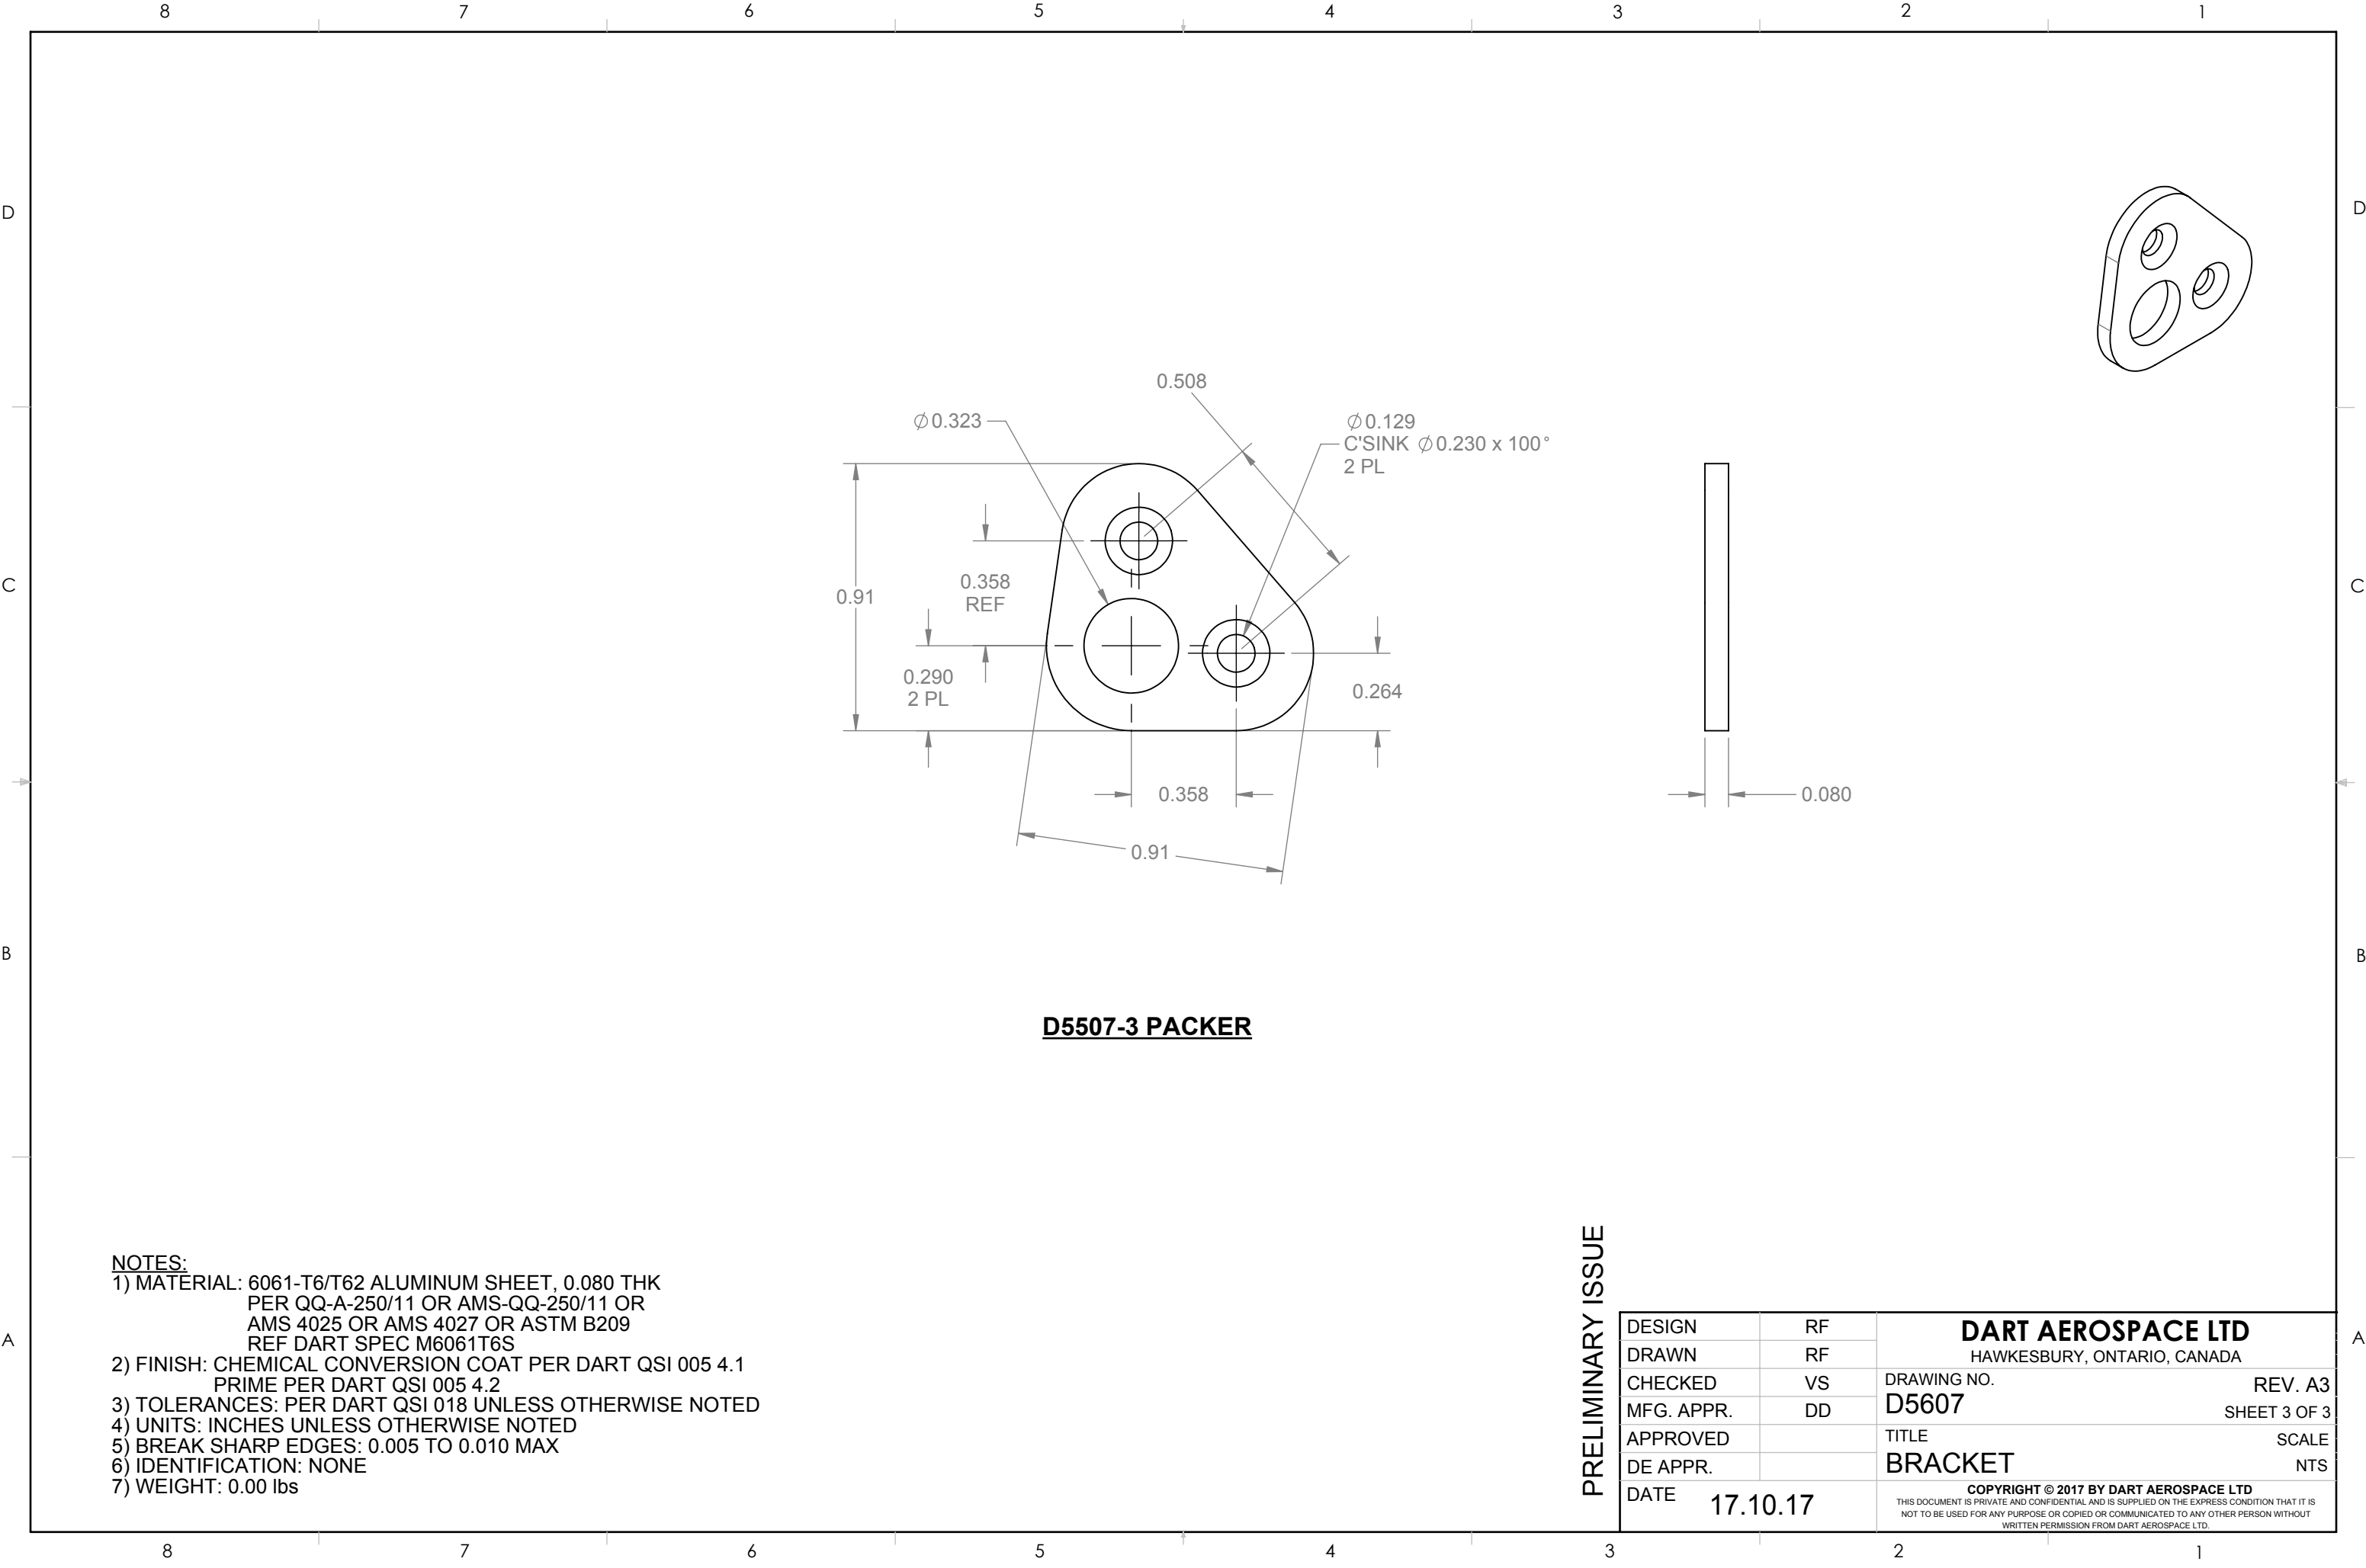 8 7 6 5 4 3 2 1
D D
C C
B B
A A
0.508
Ø0.323
Ø0.129
C'SINK Ø0.230 x 100°
2 PL
0.91
0.358
REF
0.290
2 PL
0.264
0.358
0.91
0.080
D5507-3 PACKER
NOTES:
1) MATERIAL: 6061-T6/T62 ALUMINUM SHEET, 0.080 THK
PER QQ-A-250/11 OR AMS-QQ-250/11 OR
AMS 4025 OR AMS 4027 OR ASTM B209
REF DART SPEC M6061T6S
2) FINISH: CHEMICAL CONVERSION COAT PER DART QSI 005 4.1
PRIME PER DART QSI 005 4.2
3) TOLERANCES: PER DART QSI 018 UNLESS OTHERWISE NOTED
4) UNITS: INCHES UNLESS OTHERWISE NOTED
5) BREAK SHARP EDGES: 0.005 TO 0.010 MAX
6) IDENTIFICATION: NONE
7) WEIGHT: 0.00 lbs
PRELIMINARY ISSUE
DESIGN RF
DRAWN RF
CHECKED VS
MFG. APPR. DD
APPROVED
DE APPR.
DATE 17.10.17
DART AEROSPACE LTD
HAWKESBURY, ONTARIO, CANADA
DRAWING NO. REV. A3
D5607 SHEET 3 OF 3
TITLE SCALE
BRACKET NTS
COPYRIGHT © 2017 BY DART AEROSPACE LTD
THIS DOCUMENT IS PRIVATE AND CONFIDENTIAL AND IS SUPPLIED ON THE EXPRESS CONDITION THAT IT IS
NOT TO BE USED FOR ANY PURPOSE OR COPIED OR COMMUNICATED TO ANY OTHER PERSON WITHOUT
WRITTEN PERMISSION FROM DART AEROSPACE LTD.
8 7 6 5 4 3 2 1